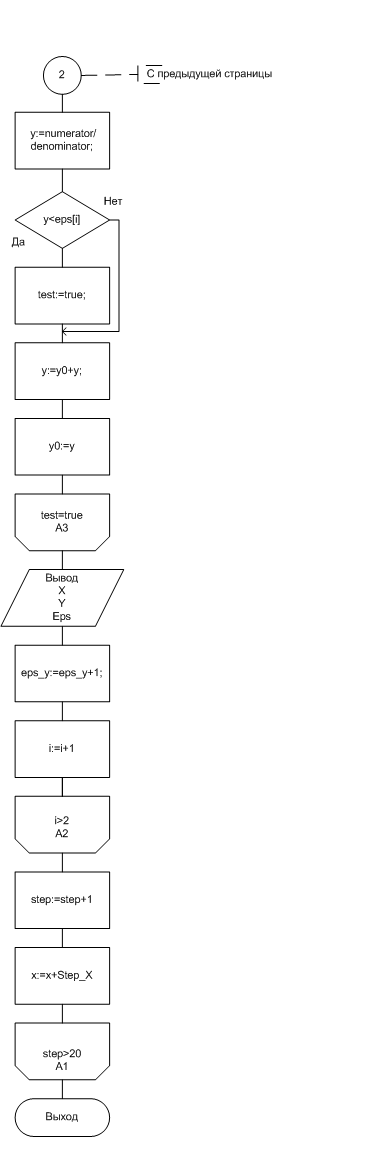 2
С предыдущей страницы
y:=numerator/
denominator;
Нет
y<eps[i]
Да
test:=true;
y:=y0+y;
y0:=y
test=true
A3
Вывод
X
Y
Eps
eps_y:=eps_y+1;
i:=i+1
i>2
A2
step:=step+1
x:=x+Step_X
step>20
A1
Выход